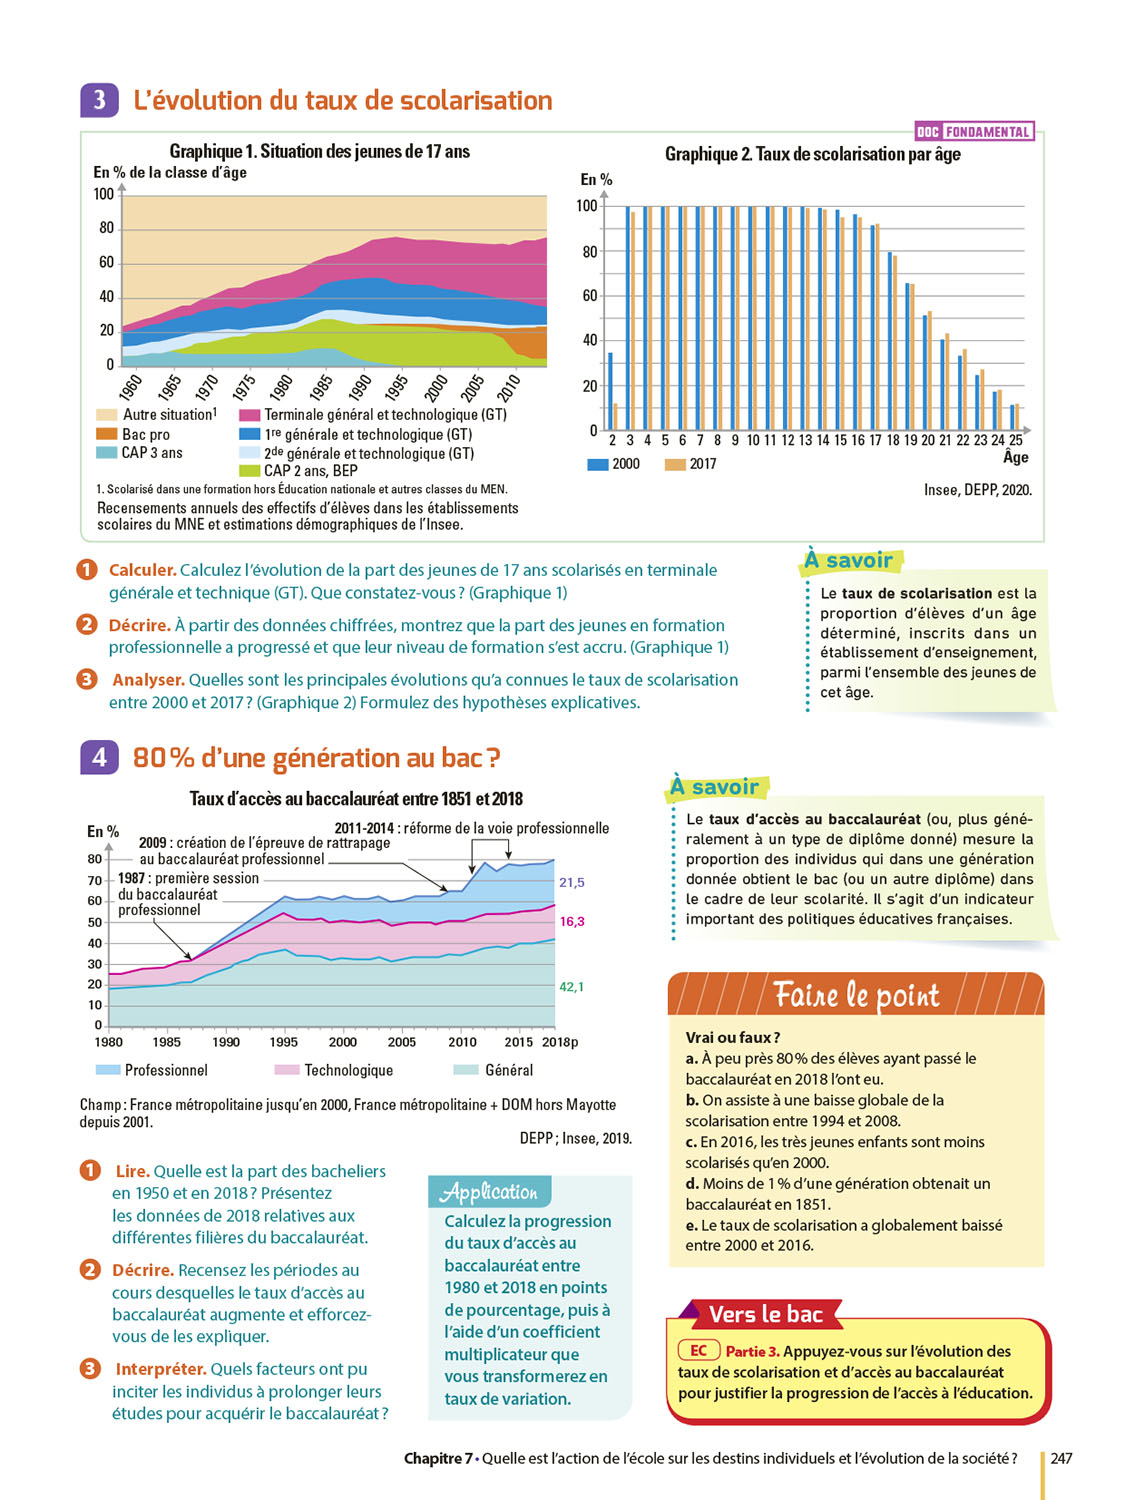 3 L'évolution du taux de scolarisation
DOC FONDAMENTAL
Graphique 1. Situation des jeunes de 17 ans
En % de la classe d'âge
100
80
60
40
20
0
1960 1965 1970 1975 1980 1985 1990 1995 2000 2005 2010
Autre situation¹
Bac pro
CAP 3 ans
Terminale général et technologique (GT)
1re générale et technologique (GT)
2de générale et technologique (GT)
CAP 2 ans, BEP
1. Scolarisé dans une formation hors Éducation nationale et autres classes du MEN.
Recensements annuels des effectifs d'élèves dans les établissements
scolaires du MNE et estimations démographiques de l'Insee.
Graphique 2. Taux de scolarisation par âge
En %
100
80
60
40
20
0
2 3 4 5 6 7 8 9 10 11 12 13 14 15 16 17 18 19 20 21 22 23 24 25
Âge
2000 2017
Insee, DEPP, 2020.
1 Calculer. Calculez l'évolution de la part des jeunes de 17 ans scolarisés en terminale
générale et technique (GT). Que constatez-vous ? (Graphique 1)
2 Décrire. À partir des données chiffrées, montrez que la part des jeunes en formation
professionnelle a progressé et que leur niveau de formation s'est accru. (Graphique 1)
3 Analyser. Quelles sont les principales évolutions qu'a connues le taux de scolarisation
entre 2000 et 2017 ? (Graphique 2) Formulez des hypothèses explicatives.
À savoir
Le taux de scolarisation est la
proportion d'élèves d'un âge
déterminé, inscrits dans un
établissement d'enseignement,
parmi l'ensemble des jeunes de
cet âge.
4 80 % d'une génération au bac ?
Taux d'accès au baccalauréat entre 1851 et 2018
En %
2011-2014 : réforme de la voie professionnelle
2009 : création de l'épreuve de rattrapage
au baccalauréat professionnel
1987 : première session
du baccalauréat
professionnel
80
70
60
50
40
30
20
10
0
21,5
16,3
42,1
1980 1985 1990 1995 2000 2005 2010 2015 2018p
Professionnel Technologique Général
Champ : France métropolitaine jusqu'en 2000, France métropolitaine + DOM hors Mayotte
depuis 2001.
DEPP ; Insee, 2019.
1 Lire. Quelle est la part des bacheliers
en 1950 et en 2018 ? Présentez
les données de 2018 relatives aux
différentes filières du baccalauréat.
2 Décrire. Recensez les périodes au
cours desquelles le taux d'accès au
baccalauréat augmente et efforcez-
vous de les expliquer.
3 Interpréter. Quels facteurs ont pu
inciter les individus à prolonger leurs
études pour acquérir le baccalauréat ?
Application
Calculez la progression
du taux d'accès au
baccalauréat entre
1980 et 2018 en points
de pourcentage, puis à
l'aide d'un coefficient
multiplicateur que
vous transformerez en
taux de variation.
À savoir
Le taux d'accès au baccalauréat (ou, plus géné-
ralement à un type de diplôme donné) mesure la
proportion des individus qui dans une génération
donnée obtient le bac (ou un autre diplôme) dans
le cadre de leur scolarité. Il s'agit d'un indicateur
important des politiques éducatives françaises.
Faire le point
Vrai ou faux ?
a. À peu près 80 % des élèves ayant passé le
baccalauréat en 2018 l'ont eu.
b. On assiste à une baisse globale de la
scolarisation entre 1994 et 2008.
c. En 2016, les très jeunes enfants sont moins
scolarisés qu'en 2000.
d. Moins de 1 % d'une génération obtenait un
baccalauréat en 1851.
e. Le taux de scolarisation a globalement baissé
entre 2000 et 2016.
Vers le bac
EC Partie 3. Appuyez-vous sur l'évolution des
taux de scolarisation et d'accès au baccalauréat
pour justifier la progression de l'accès à l'éducation.
Chapitre 7 • Quelle est l'action de l'école sur les destins individuels et l'évolution de la société ? 247